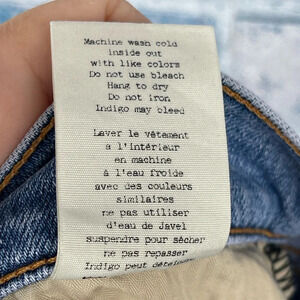 Machine wash cold
inside out
with like colors
Do not use bleach
Hang to dry
Do not iron
Indigo may bleed
Laver le vêtement
à l'intérieur
en machine
à l'eau froide
avec des couleurs
similaires
ne pas utiliser
d'eau de Javel
suspendre pour sécher
ne pas repasser
Indigo peut déteindre